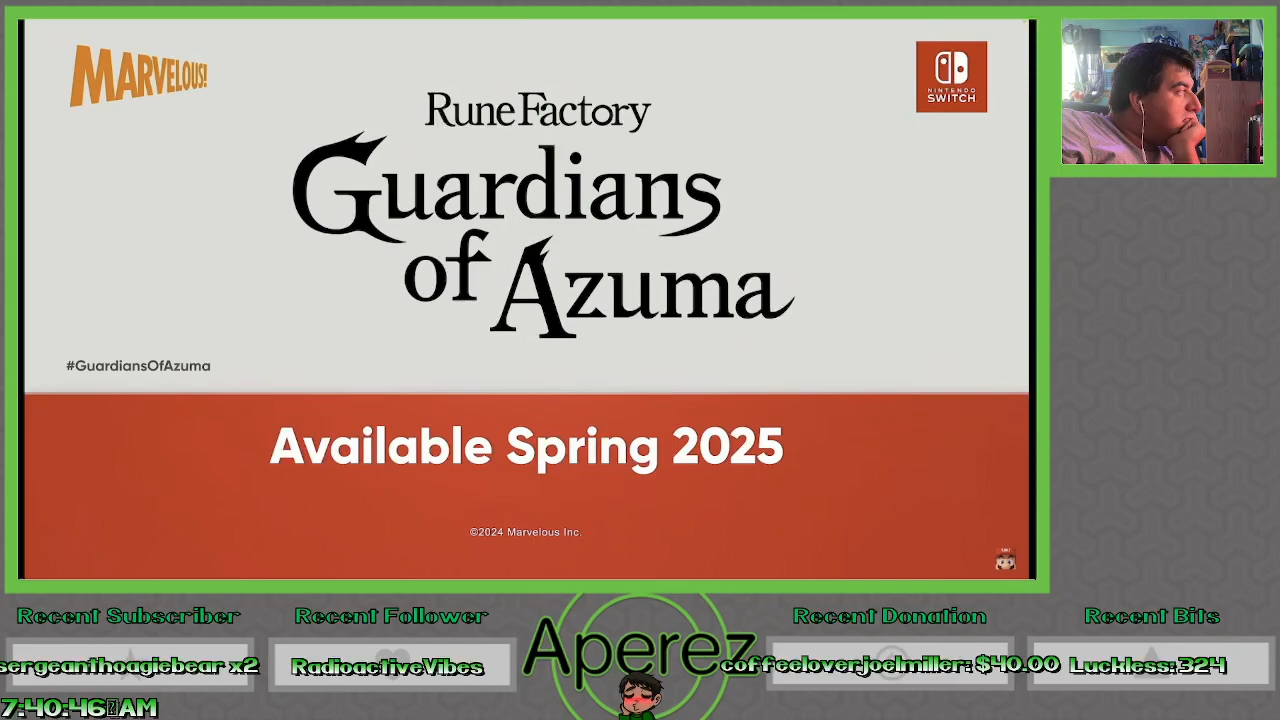 MARVELOUS!
NINTENDO
SWITCH
Rune Factory
Guardians
of Azuma
#GuardiansOfAzuma
Available Spring 2025
©2024 Marvelous Inc.
Recent Subscriber
Recent Follower
Aperez
Recent Donation
Recent Bits
sergeanthoagiebear x2
RadioactiveVibes
coffeeloverjoelmiller: $40.00
Luckless: 324
7:40:46 AM